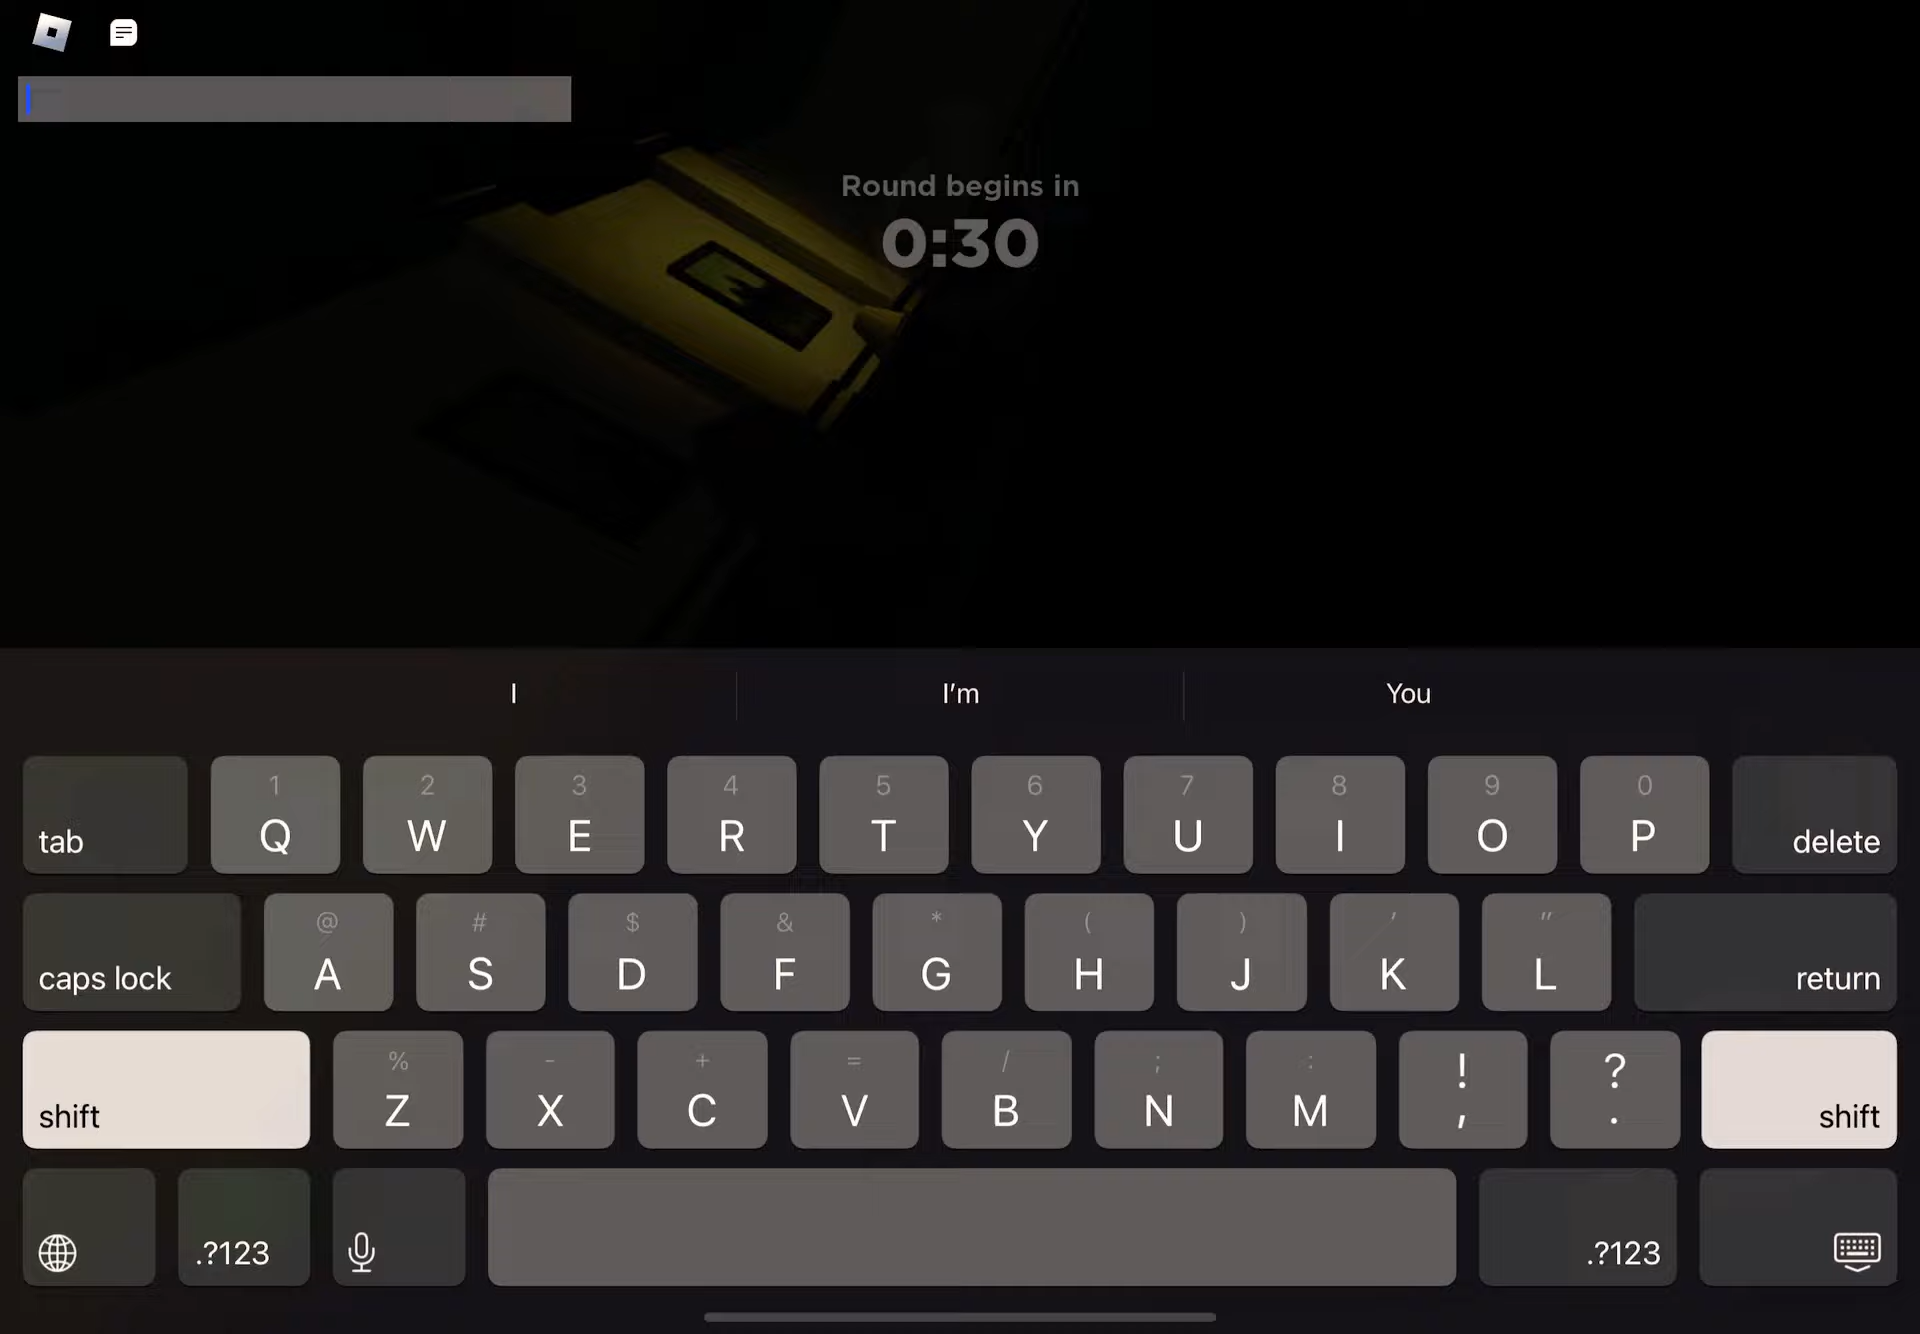 Round begins in
0:30
I
I'm
You
tab
1 2 3 4 5 6 7 8 9 0
Q W E R T Y U I O P
delete
@ # $ & * ( ) ' "
caps lock
A S D F G H J K L
return
% - + = / ; : ! ?
shift
Z X C V B N M , .
shift
.?123
.?123